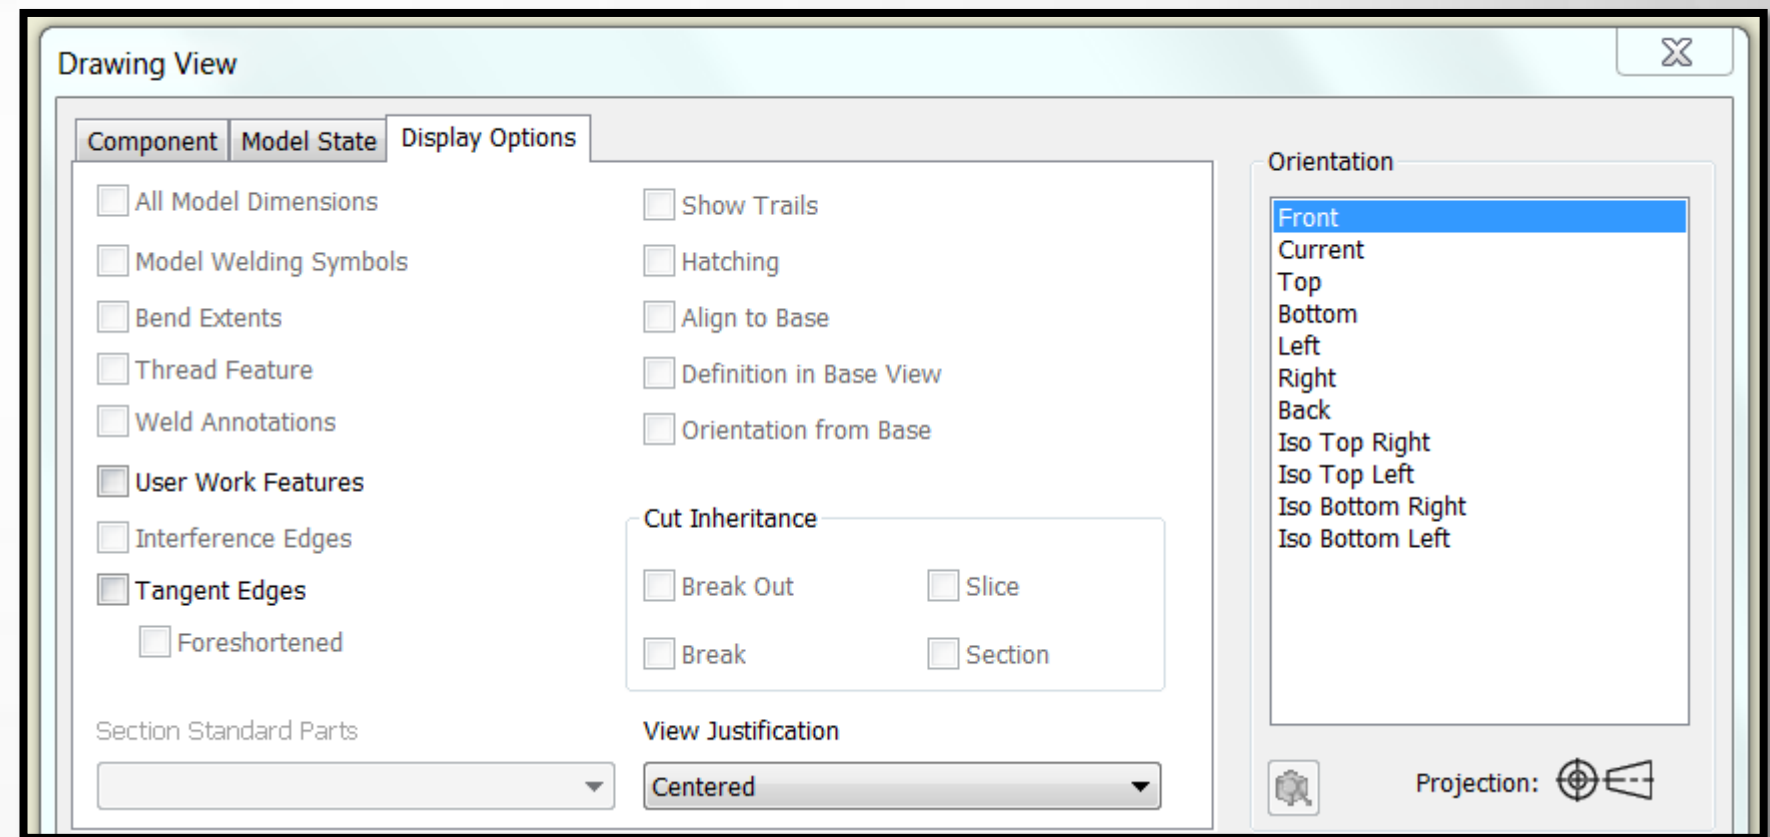 Drawing View
Component
Model State
Display Options
All Model Dimensions
Model Welding Symbols
Bend Extents
Thread Feature
Weld Annotations
User Work Features
Interference Edges
Tangent Edges
Foreshortened
Section Standard Parts
Show Trails
Hatching
Align to Base
Definition in Base View
Orientation from Base
Cut Inheritance
Break Out
Slice
Break
Section
View Justification
Centered
Orientation
Front
Current
Top
Bottom
Left
Right
Back
Iso Top Right
Iso Top Left
Iso Bottom Right
Iso Bottom Left
Projection: